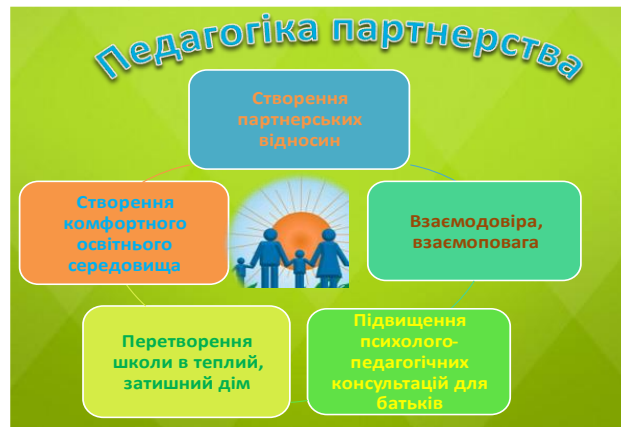 Педагогіка партнерства
Створення
партнерських
відносин
Створення
комфортного
освітнього
середовища
Взаємодовіра,
взаємоповага
Перетворення
школи в теплий,
затишний дім
Підвищення
психолого-
педагогічних
консультацій для
батьків